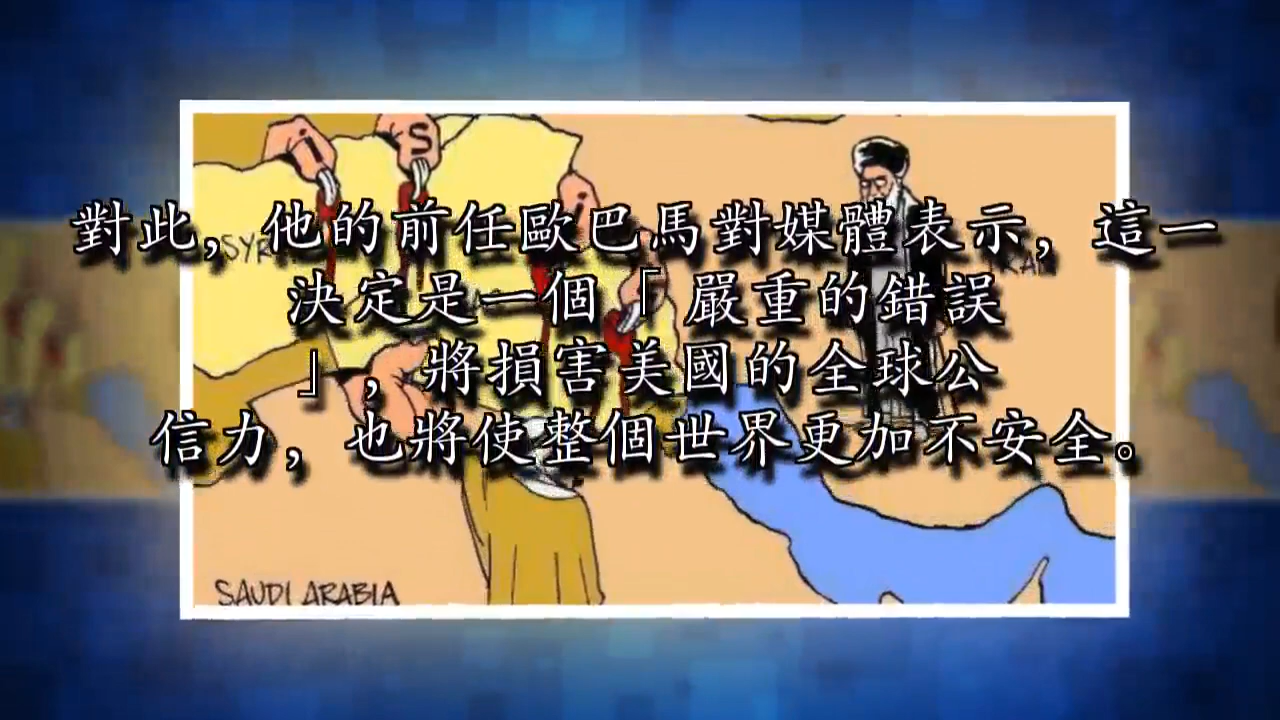 對此，他的前任歐巴馬對媒體表示，這一
決定是一個「嚴重的錯誤
」，將損害美國的全球公
信力，也將使整個世界更加不安全。
i
S
i
SAUDI ARABIA